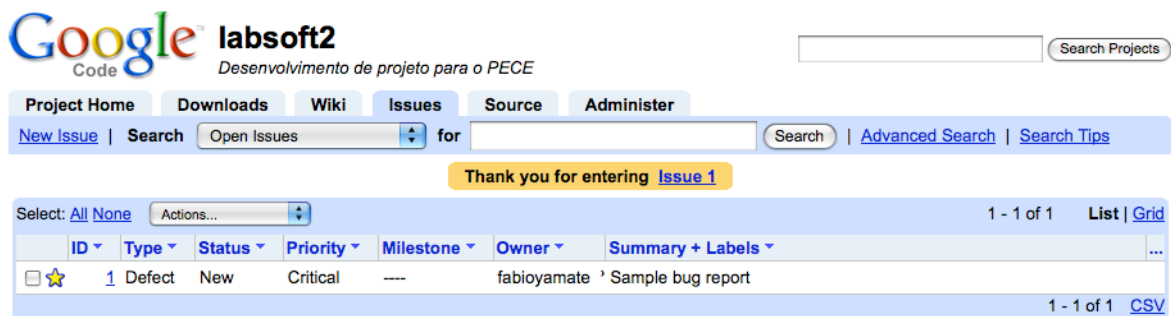 Google™ Code labsoft2
Desenvolvimento de projeto para o PECE
Search Projects
Project Home Downloads Wiki Issues Source Administer
New Issue | Search Open Issues for Search | Advanced Search | Search Tips
Thank you for entering Issue 1
Select: All None Actions... 1 - 1 of 1 List | Grid
ID Type Status Priority Milestone Owner Summary + Labels ...
1 Defect New Critical ---- fabioyamate › Sample bug report
1 - 1 of 1 CSV